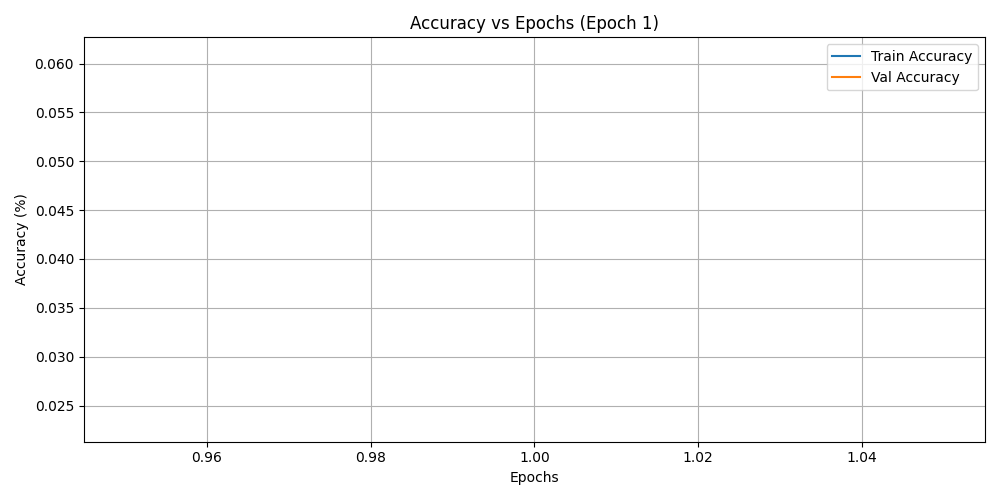 Accuracy vs Epochs (Epoch 1)
Train Accuracy
Val Accuracy
0.060
0.055
0.050
0.045
0.040
0.035
0.030
0.025
Accuracy (%)
0.96 0.98 1.00 1.02 1.04
Epochs